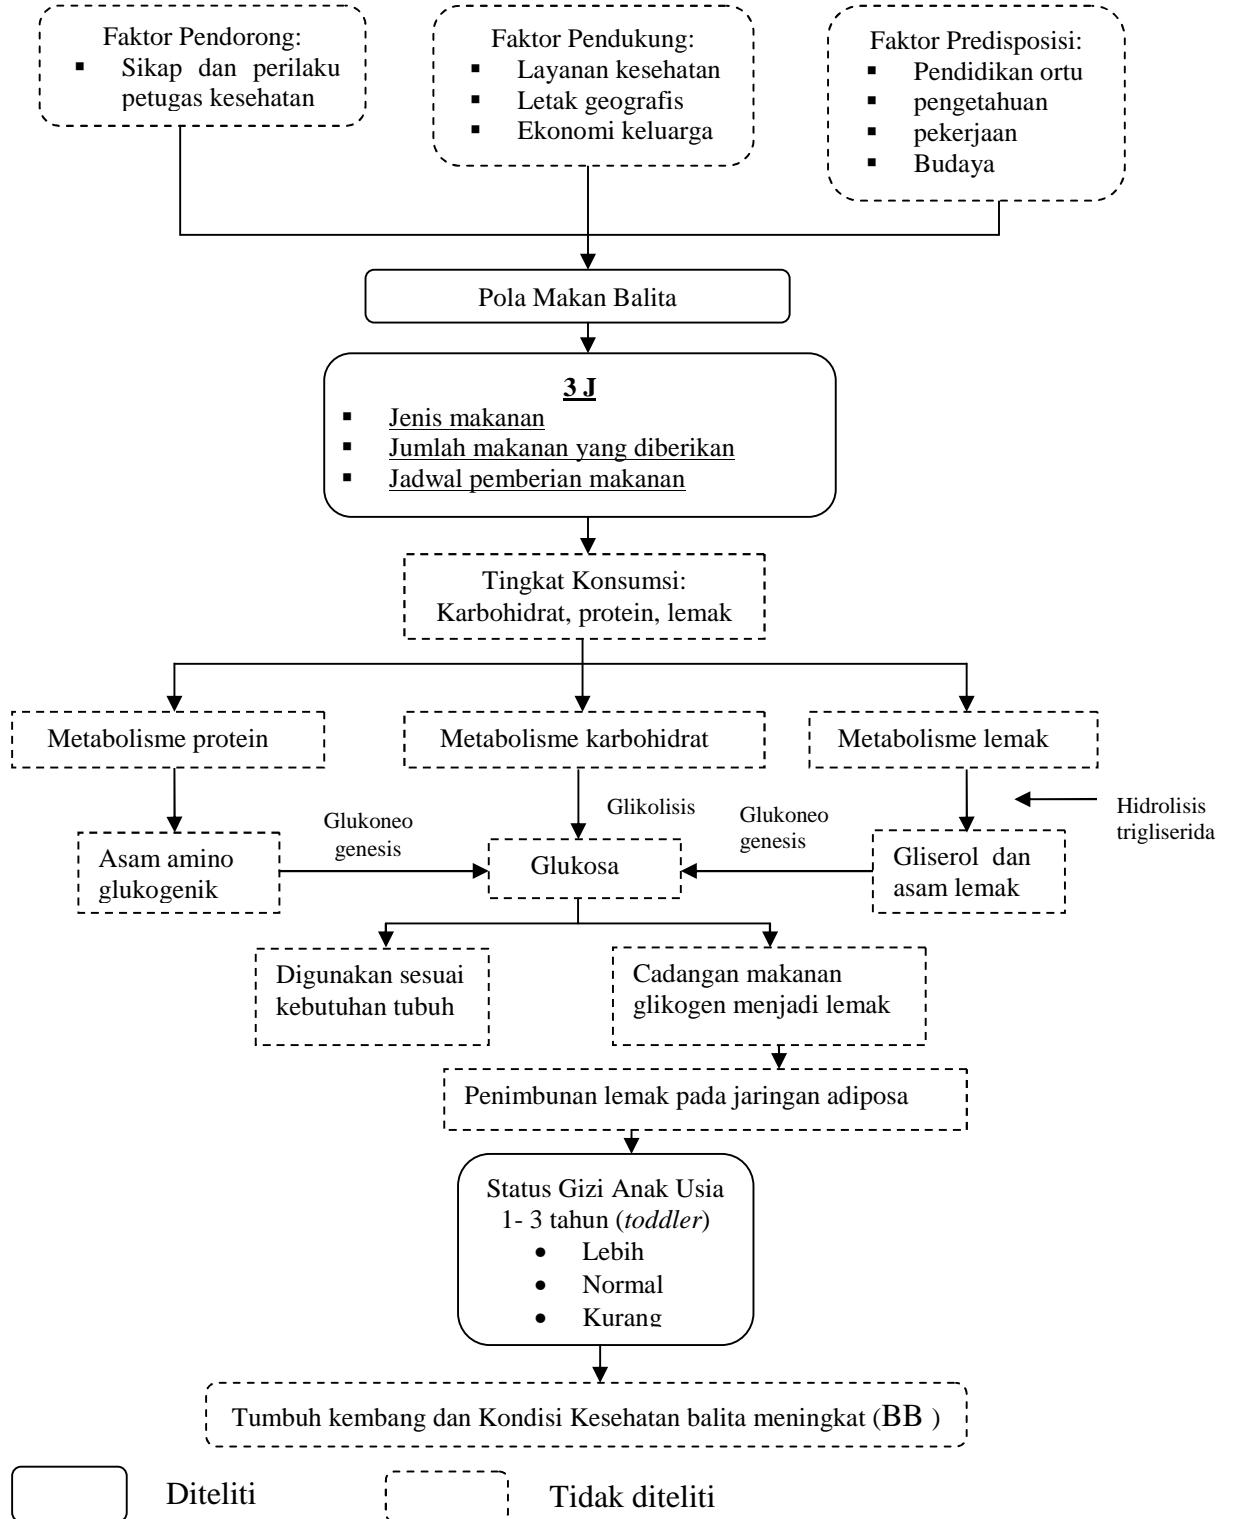 Faktor Pendorong:
▪ Sikap dan perilaku
petugas kesehatan
Faktor Pendukung:
▪ Layanan kesehatan
▪ Letak geografis
▪ Ekonomi keluarga
Faktor Predisposisi:
▪ Pendidikan ortu
▪ pengetahuan
▪ pekerjaan
▪ Budaya
Pola Makan Balita
3 J
▪ Jenis makanan
▪ Jumlah makanan yang diberikan
▪ Jadwal pemberian makanan
Tingkat Konsumsi:
Karbohidrat, protein, lemak
Metabolisme protein
Metabolisme karbohidrat
Metabolisme lemak
Glukoneo
genesis
Glikolisis
Glukoneo
genesis
Hidrolisis
trigliserida
Asam amino
glukogenik
Glukosa
Gliserol dan
asam lemak
Digunakan sesuai
kebutuhan tubuh
Cadangan makanan
glikogen menjadi lemak
Penimbunan lemak pada jaringan adiposa
Status Gizi Anak Usia
1- 3 tahun (toddler)
• Lebih
• Normal
• Kurang
Tumbuh kembang dan Kondisi Kesehatan balita meningkat (BB )
Diteliti
Tidak diteliti